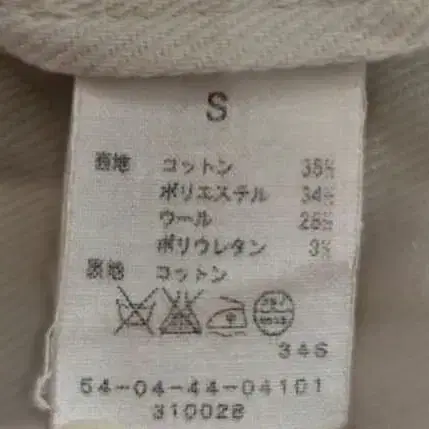 S
表地 コットン 35%
ポリエステル 34%
ウール 28%
ポリウレタン 3%
裏地 コットン
346
54-04-44-04101
310028